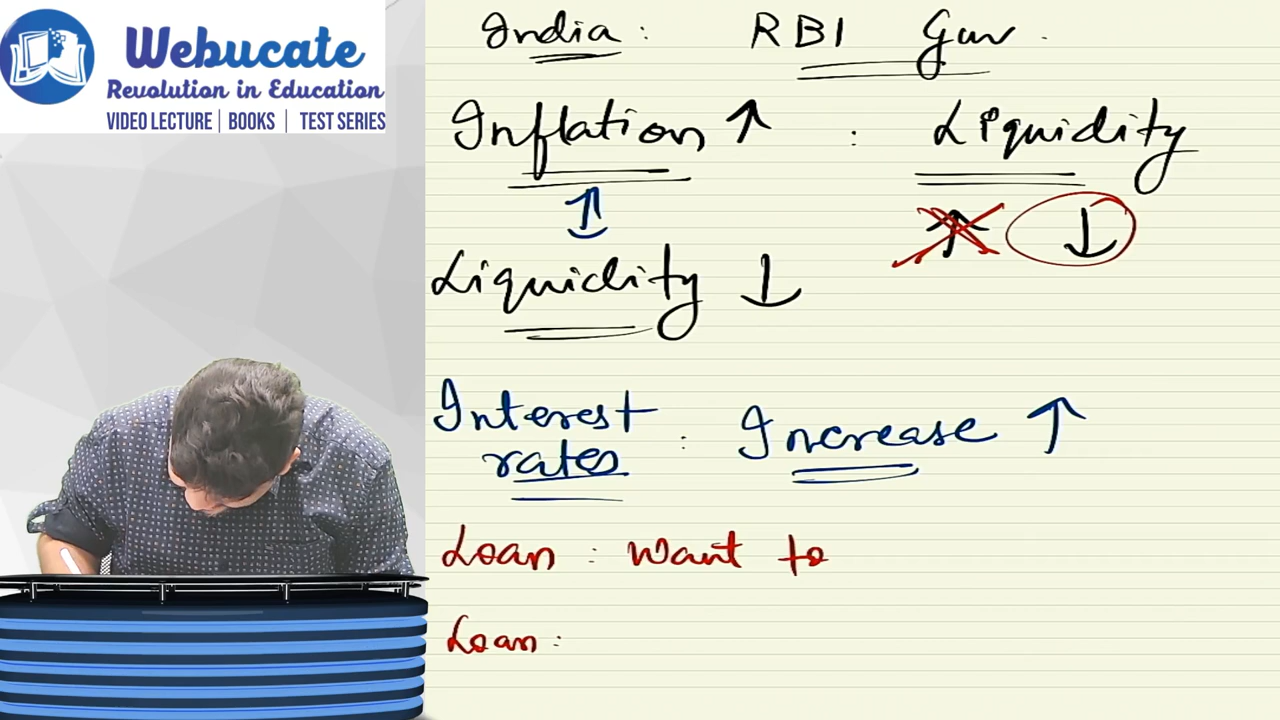 Webucate
Revolution in Education
VIDEO LECTURE | BOOKS | TEST SERIES
India : RBI Guv.
Inflation ↑ : Liquidity
↑ ↑ ↓
Liquidity ↓
Interest rates : Increase ↑
Loan : Want to
Loan :